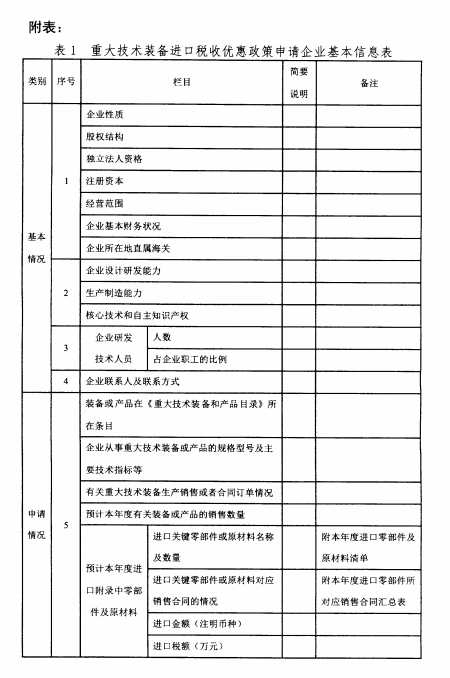 附表：
表 1 重大技术装备进口税收优惠政策申请企业基本信息表
类别 序号 栏目 简要 备注
说明
企业性质
股权结构
独立法人资格
1 注册资本
经营范围
企业基本财务状况
基本
情况
企业所在地直属海关
企业设计研发能力
2 生产制造能力
核心技术和自主知识产权
3 企业研发 人数
技术人员 占企业职工的比例
4 企业联系人及联系方式
装备或产品在《重大技术装备和产品目录》所
在条目
企业从事重大技术装备或产品的规格型号及主
要技术指标等
有关重大技术装备生产销售或者合同订单情况
申请
情况
5
预计本年度有关装备或产品的销售数量
预计本年度进
口附录中零部
件及原材料
进口关键零部件或原材料名称 附本年度进口零部件及
及数量 原材料清单
进口关键零部件或原材料对应 附本年度进口零部件所
销售合同的情况 对应销售合同汇总表
进口金额（注明币种）
进口税额（万元）